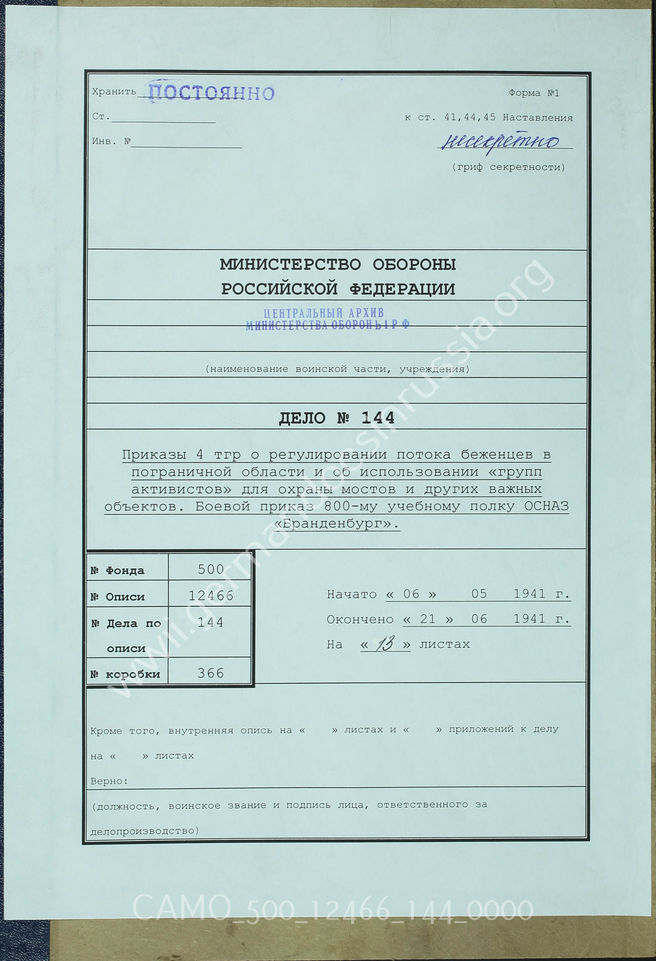 Хранить ПОСТОЯННО
Форма №1
Ст.
к ст. 41,44,45 Наставления
Инв. №
несекретно
(гриф секретности)
МИНИСТЕРСТВО ОБОРОНЫ
РОССИЙСКОЙ ФЕДЕРАЦИИ
ЦЕНТРАЛЬНЫЙ АРХИВ
МИНИСТЕРСТВА ОБОРОНЫ РФ
(наименование воинской части, учреждения)
ДЕЛО № 144
Приказы 4 тгр о регулировании потока беженцев в
пограничной области и об использовании «групп
активистов» для охраны мостов и других важных
объектов. Боевой приказ 800-му учебному полку ОСНАЗ
«Бранденбург».
№ Фонда 500
№ Описи 12466
№ Дела по описи 144
№ коробки 366
Начато « 06 » 05 1941 г.
Окончено « 21 » 06 1941 г.
На « 13 » листах
Кроме того, внутренняя опись на « » листах и « » приложений к делу
на « » листах
Верно:
(должность, воинское звание и подпись лица, ответственного за
делопроизводство)
www.germandocsinrussia.org
CAMO_500_12466_144_0000